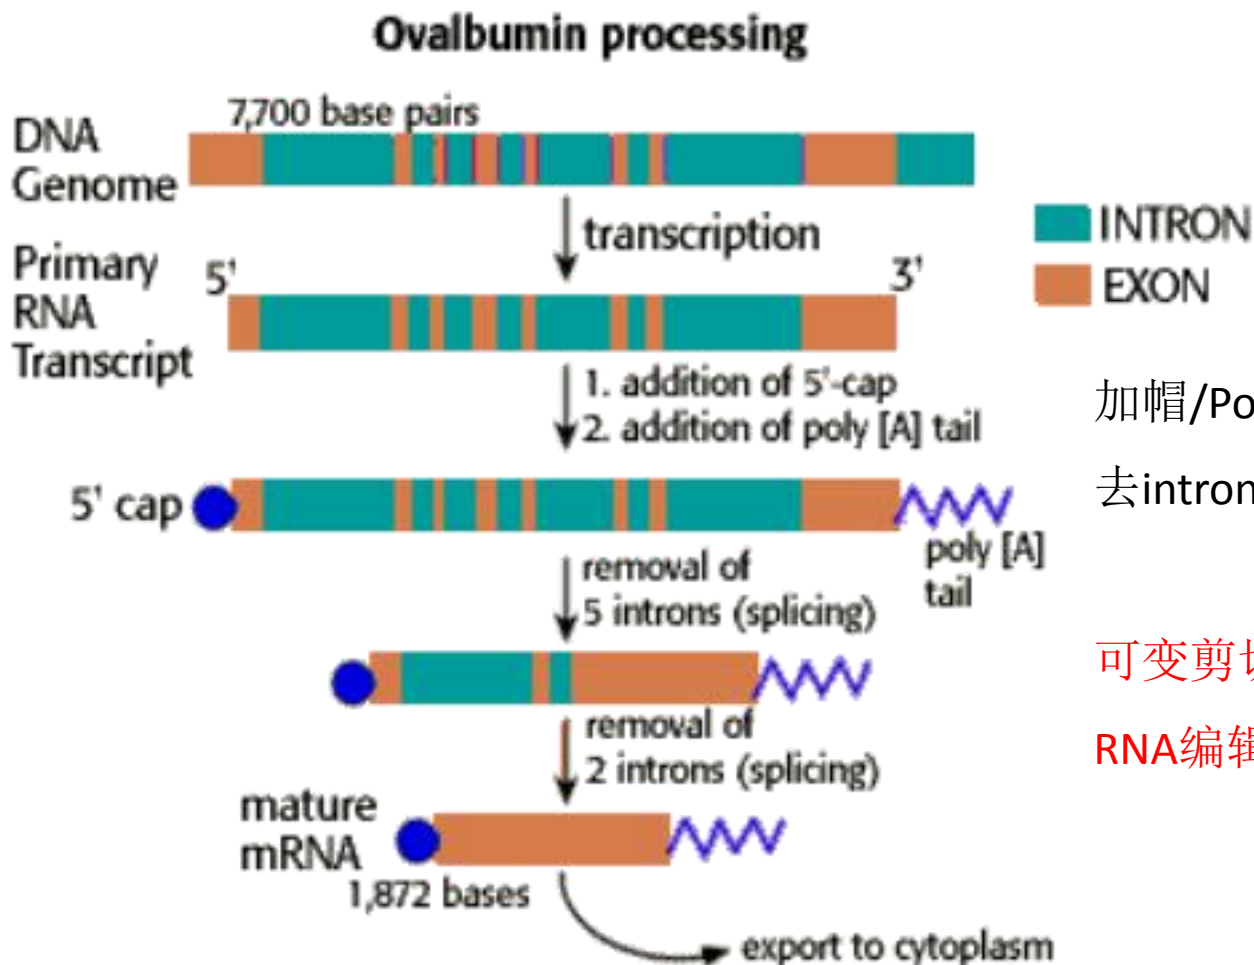 Ovalbumin processing
7,700 base pairs
DNA
Genome
transcription
INTRON
EXON
Primary
RNA
Transcript
5'
3'
1. addition of 5'-cap
2. addition of poly [A] tail
加帽/Po
去intron
5' cap
poly [A]
tail
removal of
5 introns (splicing)
可变剪切
RNA编辑
removal of
2 introns (splicing)
mature
mRNA
1,872 bases
export to cytoplasm